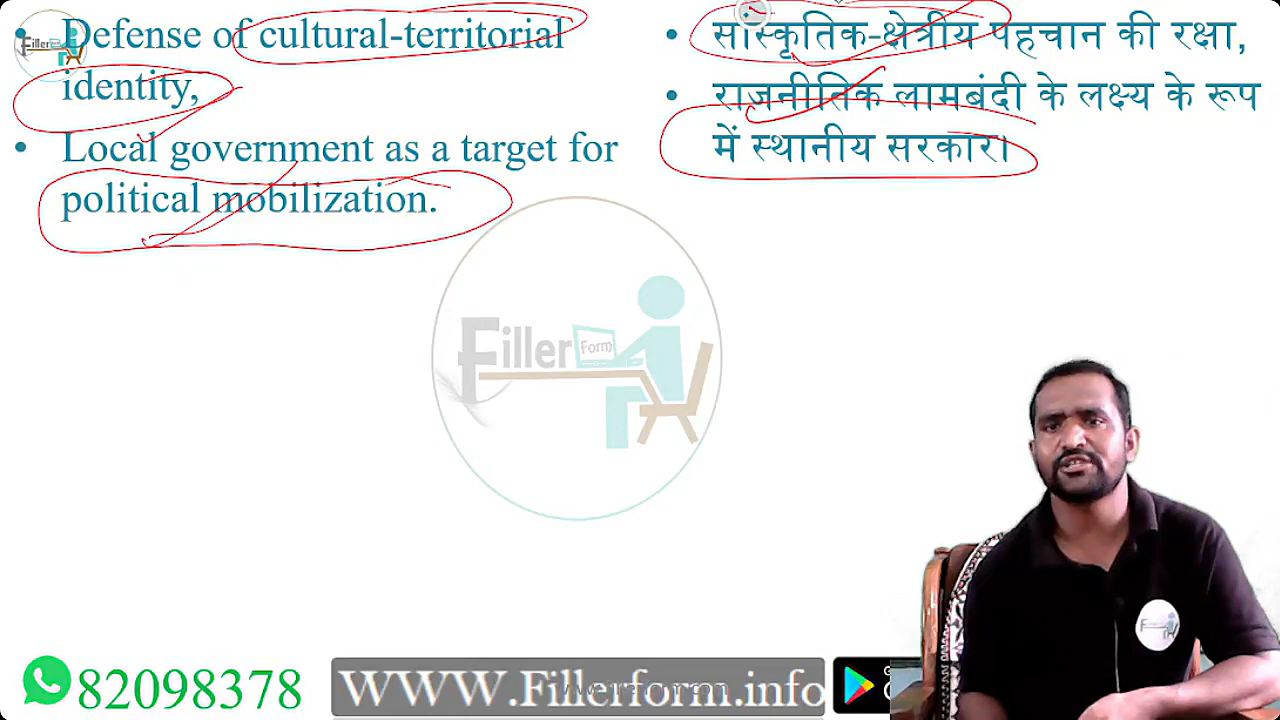 • Defense of cultural-territorial
identity,
• Local government as a target for
political mobilization.
• सांस्कृतिक-क्षेत्रीय पहचान की रक्षा,
• राजनीतिक लामबंदी के लक्ष्य के रूप
में स्थानीय सरकार।
Filler Form
82098378
WWW.Fillerform.info